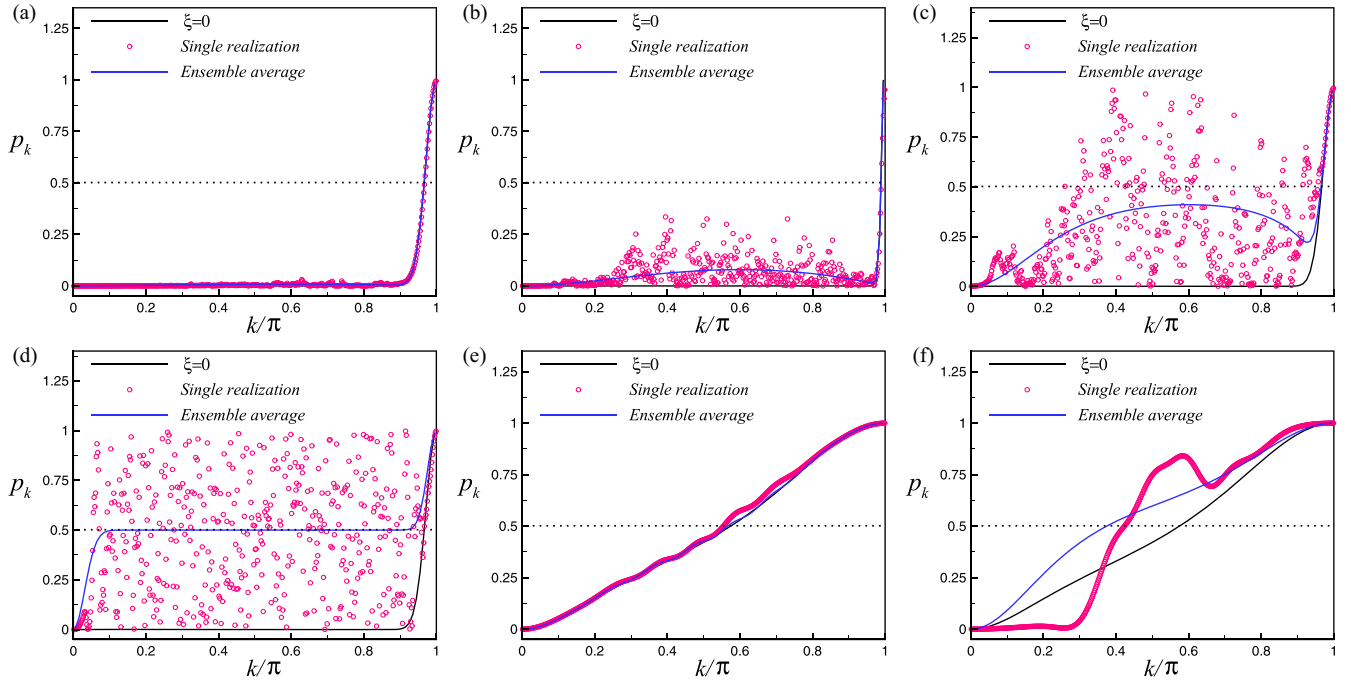 (a)
1.25
1
0.75
0.5
0.25
0
pₖ
ξ=0
Single realization
Ensemble average
0 0.2 0.4 0.6 0.8 1
k/π
(b)
1.25
1
0.75
0.5
0.25
0
pₖ
ξ=0
Single realization
Ensemble average
0 0.2 0.4 0.6 0.8 1
k/π
(c)
1.25
1
0.75
0.5
0.25
0
pₖ
ξ=0
Single realization
Ensemble average
0 0.2 0.4 0.6 0.8 1
k/π
(d)
1.25
1
0.75
0.5
0.25
0
pₖ
ξ=0
Single realization
Ensemble average
0 0.2 0.4 0.6 0.8 1
k/π
(e)
1.25
1
0.75
0.5
0.25
0
pₖ
ξ=0
Single realization
Ensemble average
0 0.2 0.4 0.6 0.8 1
k/π
(f)
1.25
1
0.75
0.5
0.25
0
pₖ
ξ=0
Single realization
Ensemble average
0 0.2 0.4 0.6 0.8 1
k/π